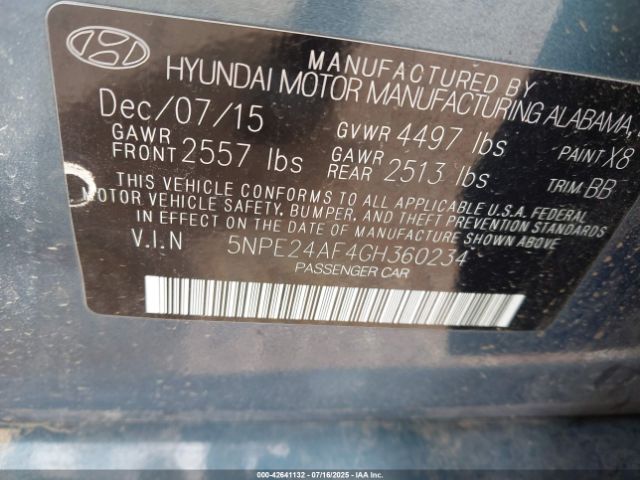 MANUFACTURED BY
HYUNDAI MOTOR MANUFACTURING ALABAMA,
Dec/07/15 GVWR 4497 lbs PAINT X8
GAWR FRONT 2557 lbs GAWR REAR 2513 lbs TRIM BB
THIS VEHICLE CONFORMS TO ALL APPLICABLE U.S.A. FEDERAL
MOTOR VEHICLE SAFETY, BUMPER, AND THEFT PREVENTION STANDARDS
IN EFFECT ON THE DATE OF MANUFACTURE SHOWN ABOVE.
V.I.N 5NPE24AF4GH360234
PASSENGER CAR
© 2000-42641132 - 07/16/2025 - IAA Inc.